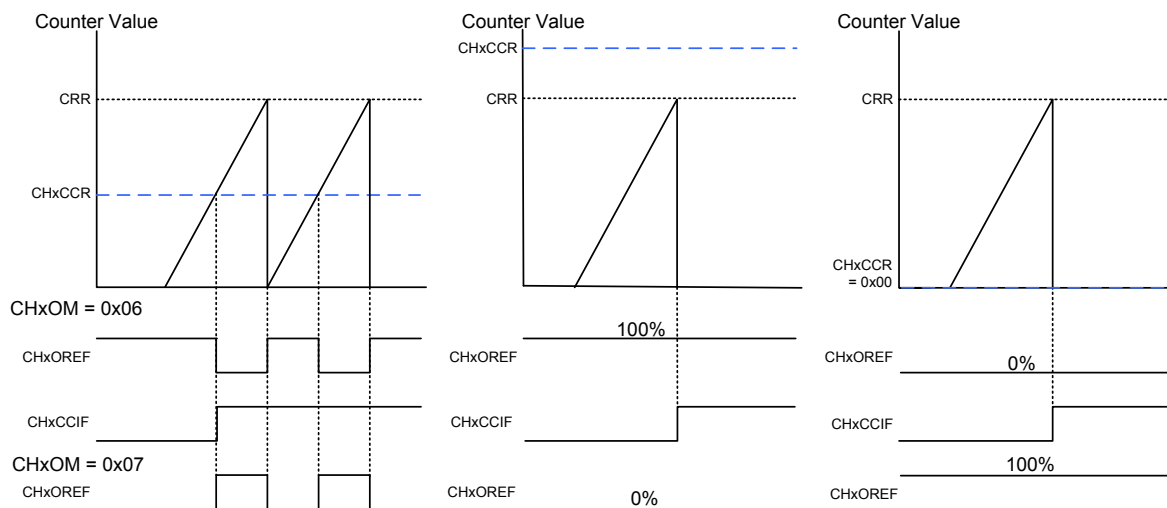 Counter Value
CRR
CHxCCR
CHxOM = 0x06
CHxOREF
CHxCCIF
CHxOM = 0x07
CHxOREF
Counter Value
CHxCCR
CRR
100%
CHxOREF
CHxCCIF
CHxOREF
0%
Counter Value
CRR
CHxCCR
= 0x00
CHxOREF
0%
CHxCCIF
100%
CHxOREF